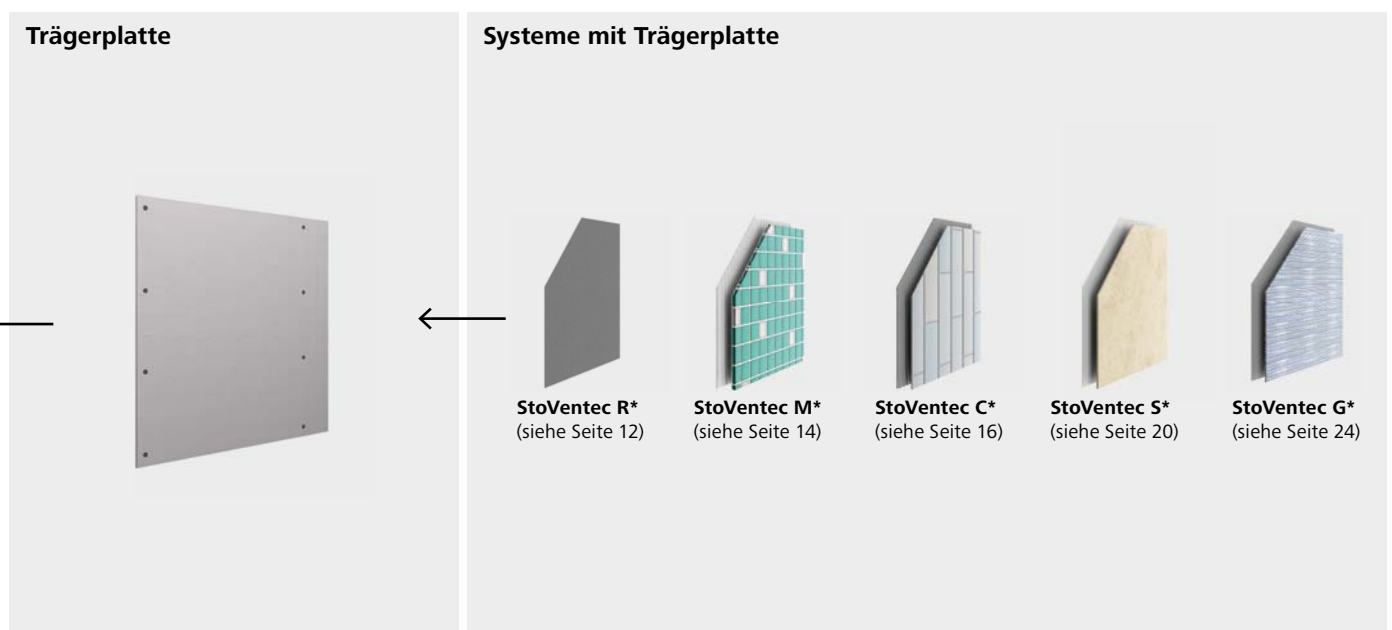 Trägerplatte
Systeme mit Trägerplatte
StoVentec R*
(siehe Seite 12)
StoVentec M*
(siehe Seite 14)
StoVentec C*
(siehe Seite 16)
StoVentec S*
(siehe Seite 20)
StoVentec G*
(siehe Seite 24)